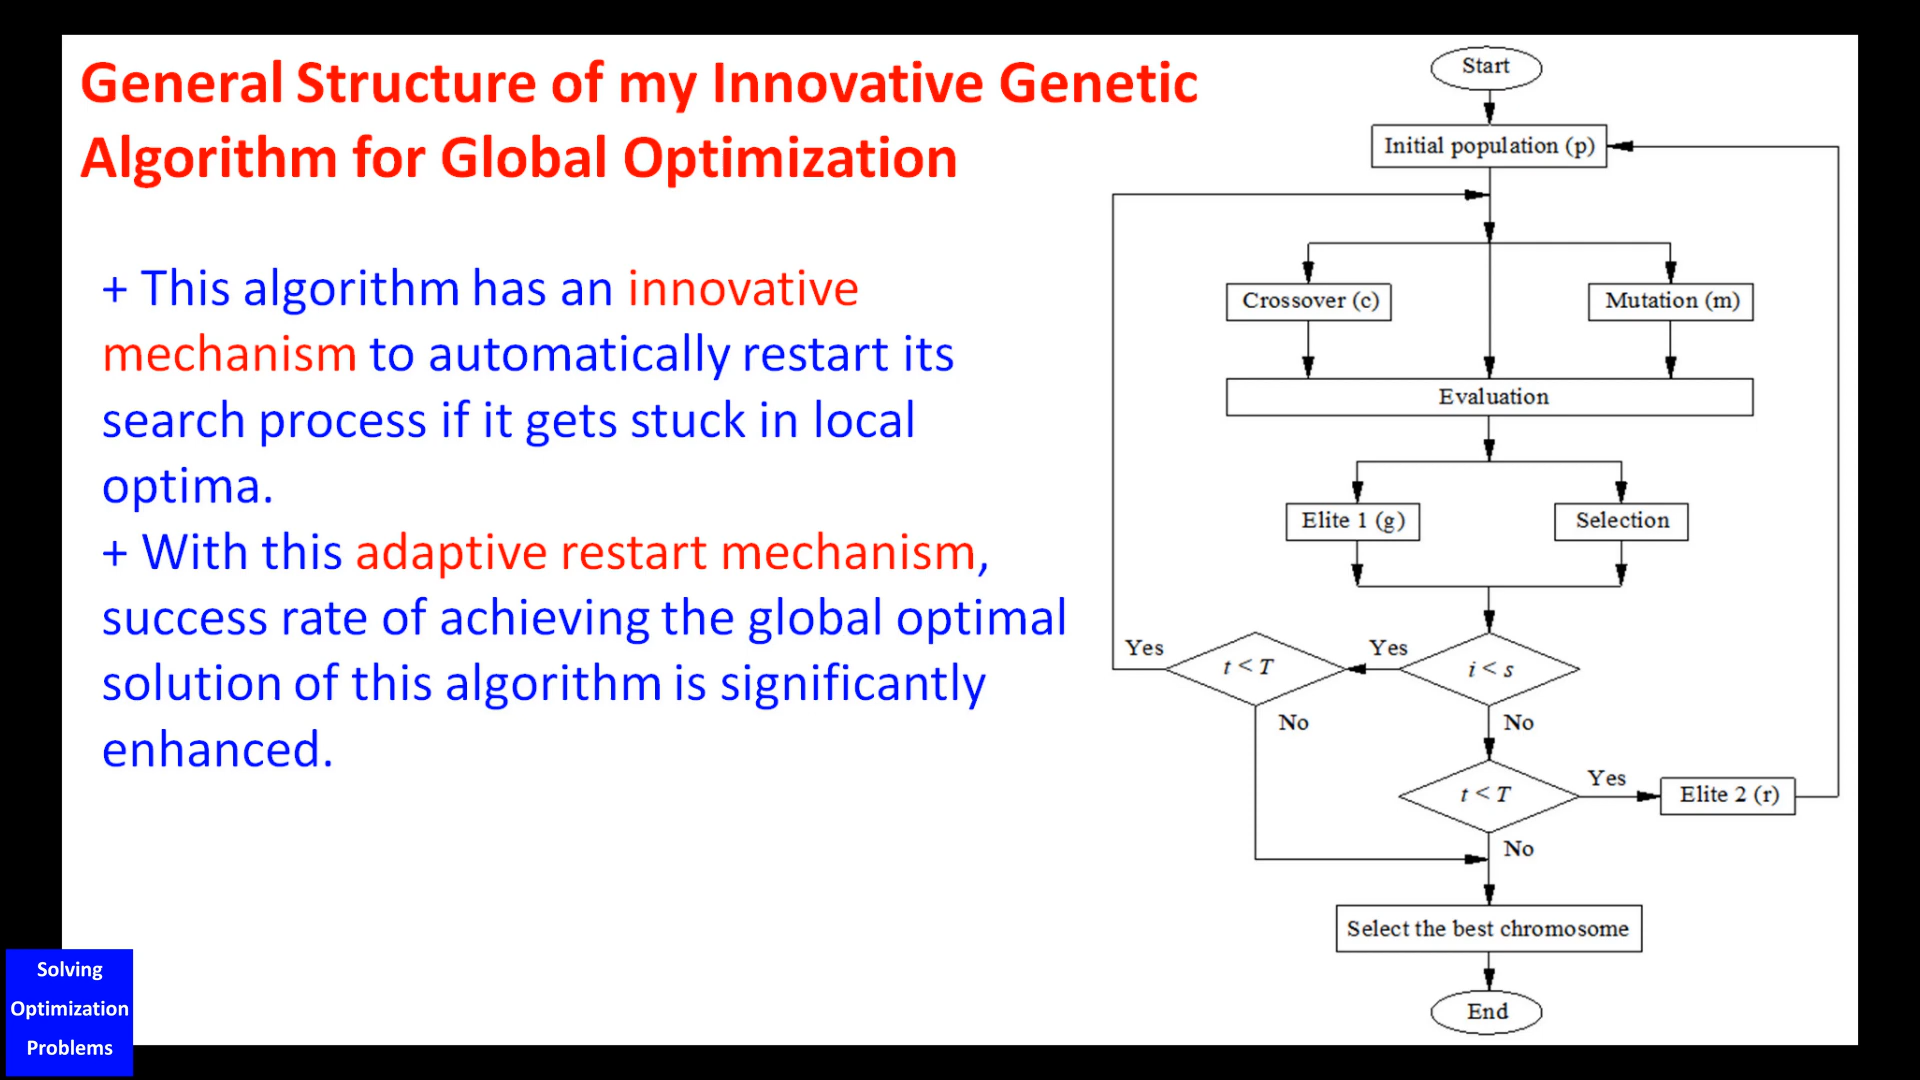 General Structure of my Innovative Genetic
Algorithm for Global Optimization
+ This algorithm has an innovative
mechanism to automatically restart its
search process if it gets stuck in local
optima.
+ With this adaptive restart mechanism,
success rate of achieving the global optimal
solution of this algorithm is significantly
enhanced.
Start
Initial population (p)
Crossover (c)
Mutation (m)
Evaluation
Elite 1 (g)
Selection
Yes
t < T
Yes
i < s
No
No
t < T
Yes
Elite 2 (r)
No
Select the best chromosome
End
Solving
Optimization
Problems